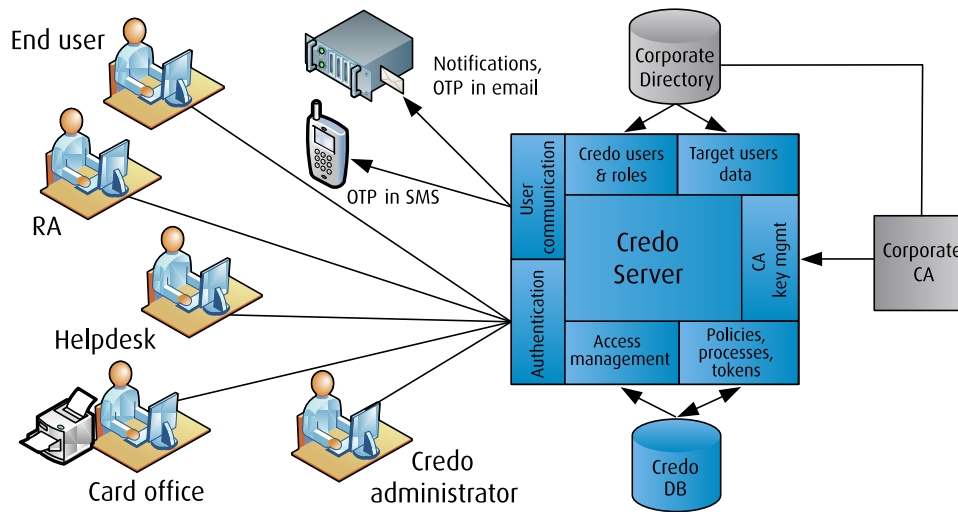 End user
RA
Helpdesk
Card office
Credo
administrator
Notifications,
OTP in email
OTP in SMS
Corporate
Directory
User
communication
Authentication
Credo users
& roles
Target users
data
Credo
Server
CA
key mgmt
Access
management
Policies,
processes,
tokens
Corporate
CA
Credo
DB